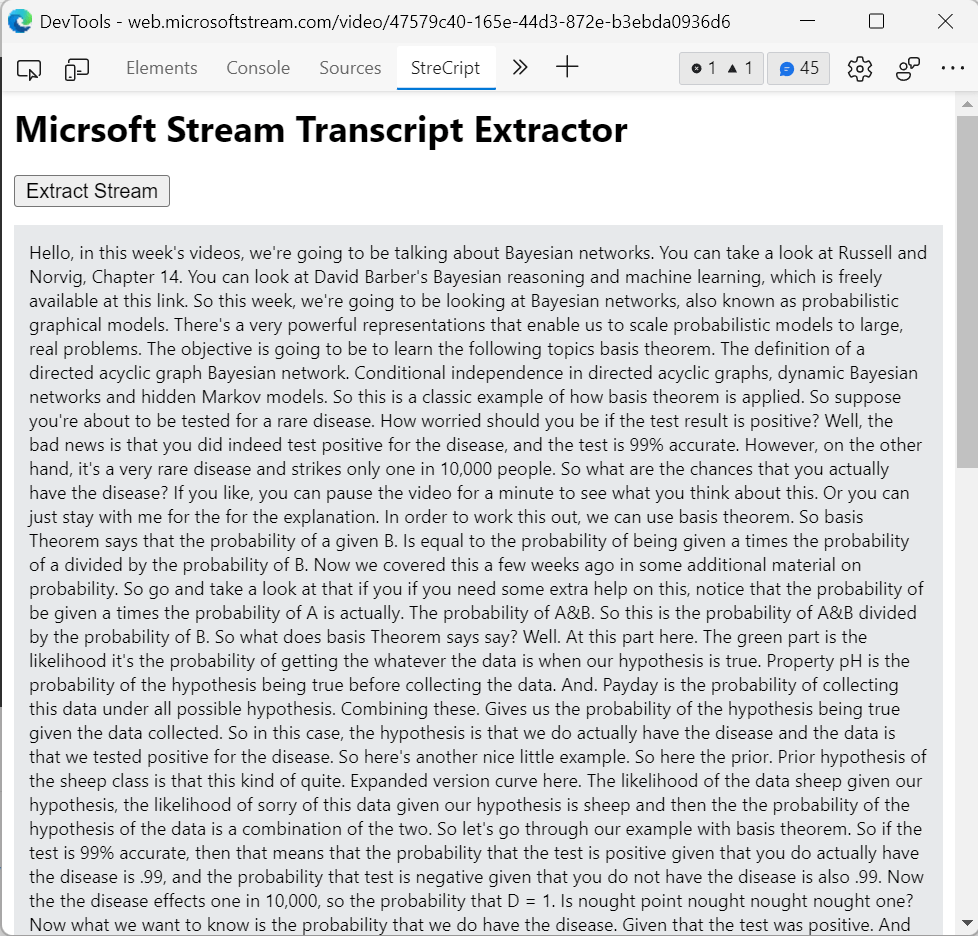 DevTools - web.microsoftstream.com/video/47579c40-165e-44d3-872e-b3ebda0936d6
Elements Console Sources StreCript 1 1 45
Micrsoft Stream Transcript Extractor
Extract Stream
Hello, in this week's videos, we're going to be talking about Bayesian networks. You can take a look at Russell and
Norvig, Chapter 14. You can look at David Barber's Bayesian reasoning and machine learning, which is freely
available at this link. So this week, we're going to be looking at Bayesian networks, also known as probabilistic
graphical models. There's a very powerful representations that enable us to scale probabilistic models to large,
real problems. The objective is going to be to learn the following topics basis theorem. The definition of a
directed acyclic graph Bayesian network. Conditional independence in directed acyclic graphs, dynamic Bayesian
networks and hidden Markov models. So this is a classic example of how basis theorem is applied. So suppose
you're about to be tested for a rare disease. How worried should you be if the test result is positive? Well, the
bad news is that you did indeed test positive for the disease, and the test is 99% accurate. However, on the other
hand, it's a very rare disease and strikes only one in 10,000 people. So what are the chances that you actually
have the disease? If you like, you can pause the video for a minute to see what you think about this. Or you can
just stay with me for the for the explanation. In order to work this out, we can use basis theorem. So basis
Theorem says that the probability of a given B. Is equal to the probability of being given a times the probability
of a divided by the probability of B. Now we covered this a few weeks ago in some additional material on
probability. So go and take a look at that if you if you need some extra help on this, notice that the probability of
be given a times the probability of A is actually. The probability of A&B. So this is the probability of A&B divided
by the probability of B. So what does basis Theorem says say? Well. At this part here. The green part is the
likelihood it's the probability of getting the whatever the data is when our hypothesis is true. Property pH is the
probability of the hypothesis being true before collecting the data. And. Payday is the probability of collecting
this data under all possible hypothesis. Combining these. Gives us the probability of the hypothesis being true
given the data collected. So in this case, the hypothesis is that we do actually have the disease and the data is
that we tested positive for the disease. So here's another nice little example. So here the prior. Prior hypothesis of
the sheep class is that this kind of quite. Expanded version curve here. The likelihood of the data sheep given our
hypothesis, the likelihood of sorry of this data given our hypothesis is sheep and then the the probability of the
hypothesis of the data is a combination of the two. So let's go through our example with basis theorem. So if the
test is 99% accurate, then that means that the probability that the test is positive given that you do actually have
the disease is .99, and the probability that test is negative given that you do not have the disease is also .99. Now
the the disease effects one in 10,000, so the probability that D = 1. Is nought point nought nought nought one?
Now what we want to know is the probability that we do have the disease. Given that the test was positive. And